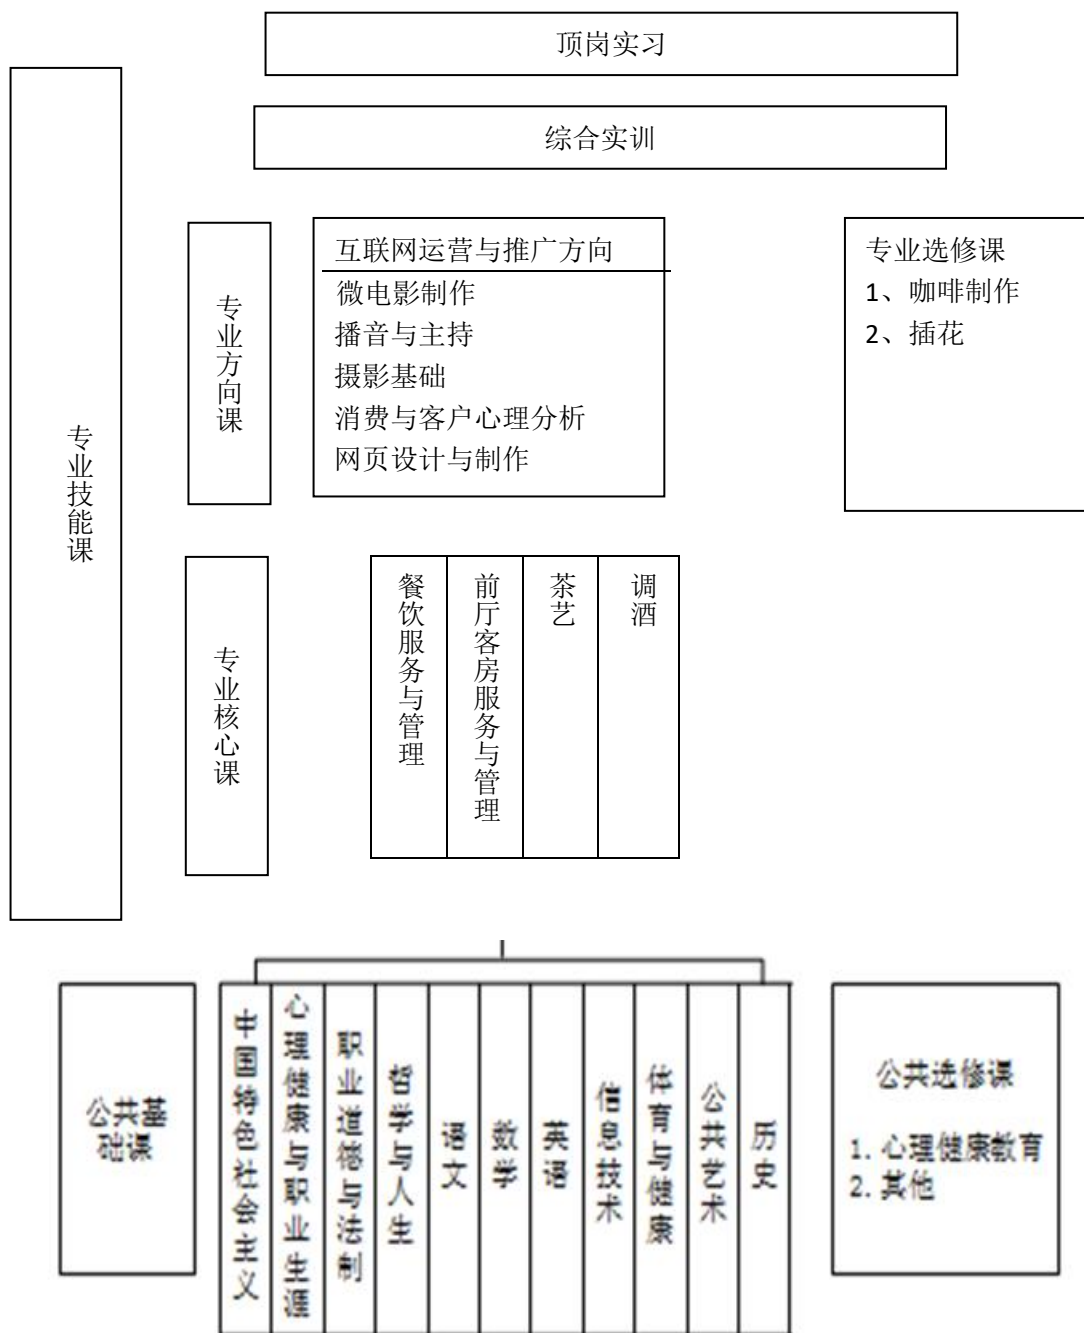 顶岗实习
综合实训
专业技能课
专业方向课
互联网运营与推广方向
微电影制作
播音与主持
摄影基础
消费与客户心理分析
网页设计与制作
专业选修课
1、咖啡制作
2、插花
专业核心课
餐饮服务与管理
前厅客房服务与管理
茶艺
调酒
公共基
础课
中国特色社会主义
心理健康与职业生涯
职业道德与法制
哲学与人生
语文
数学
英语
信息技术
体育与健康
公共艺术
历史
公共选修课
1. 心理健康教育
2. 其他